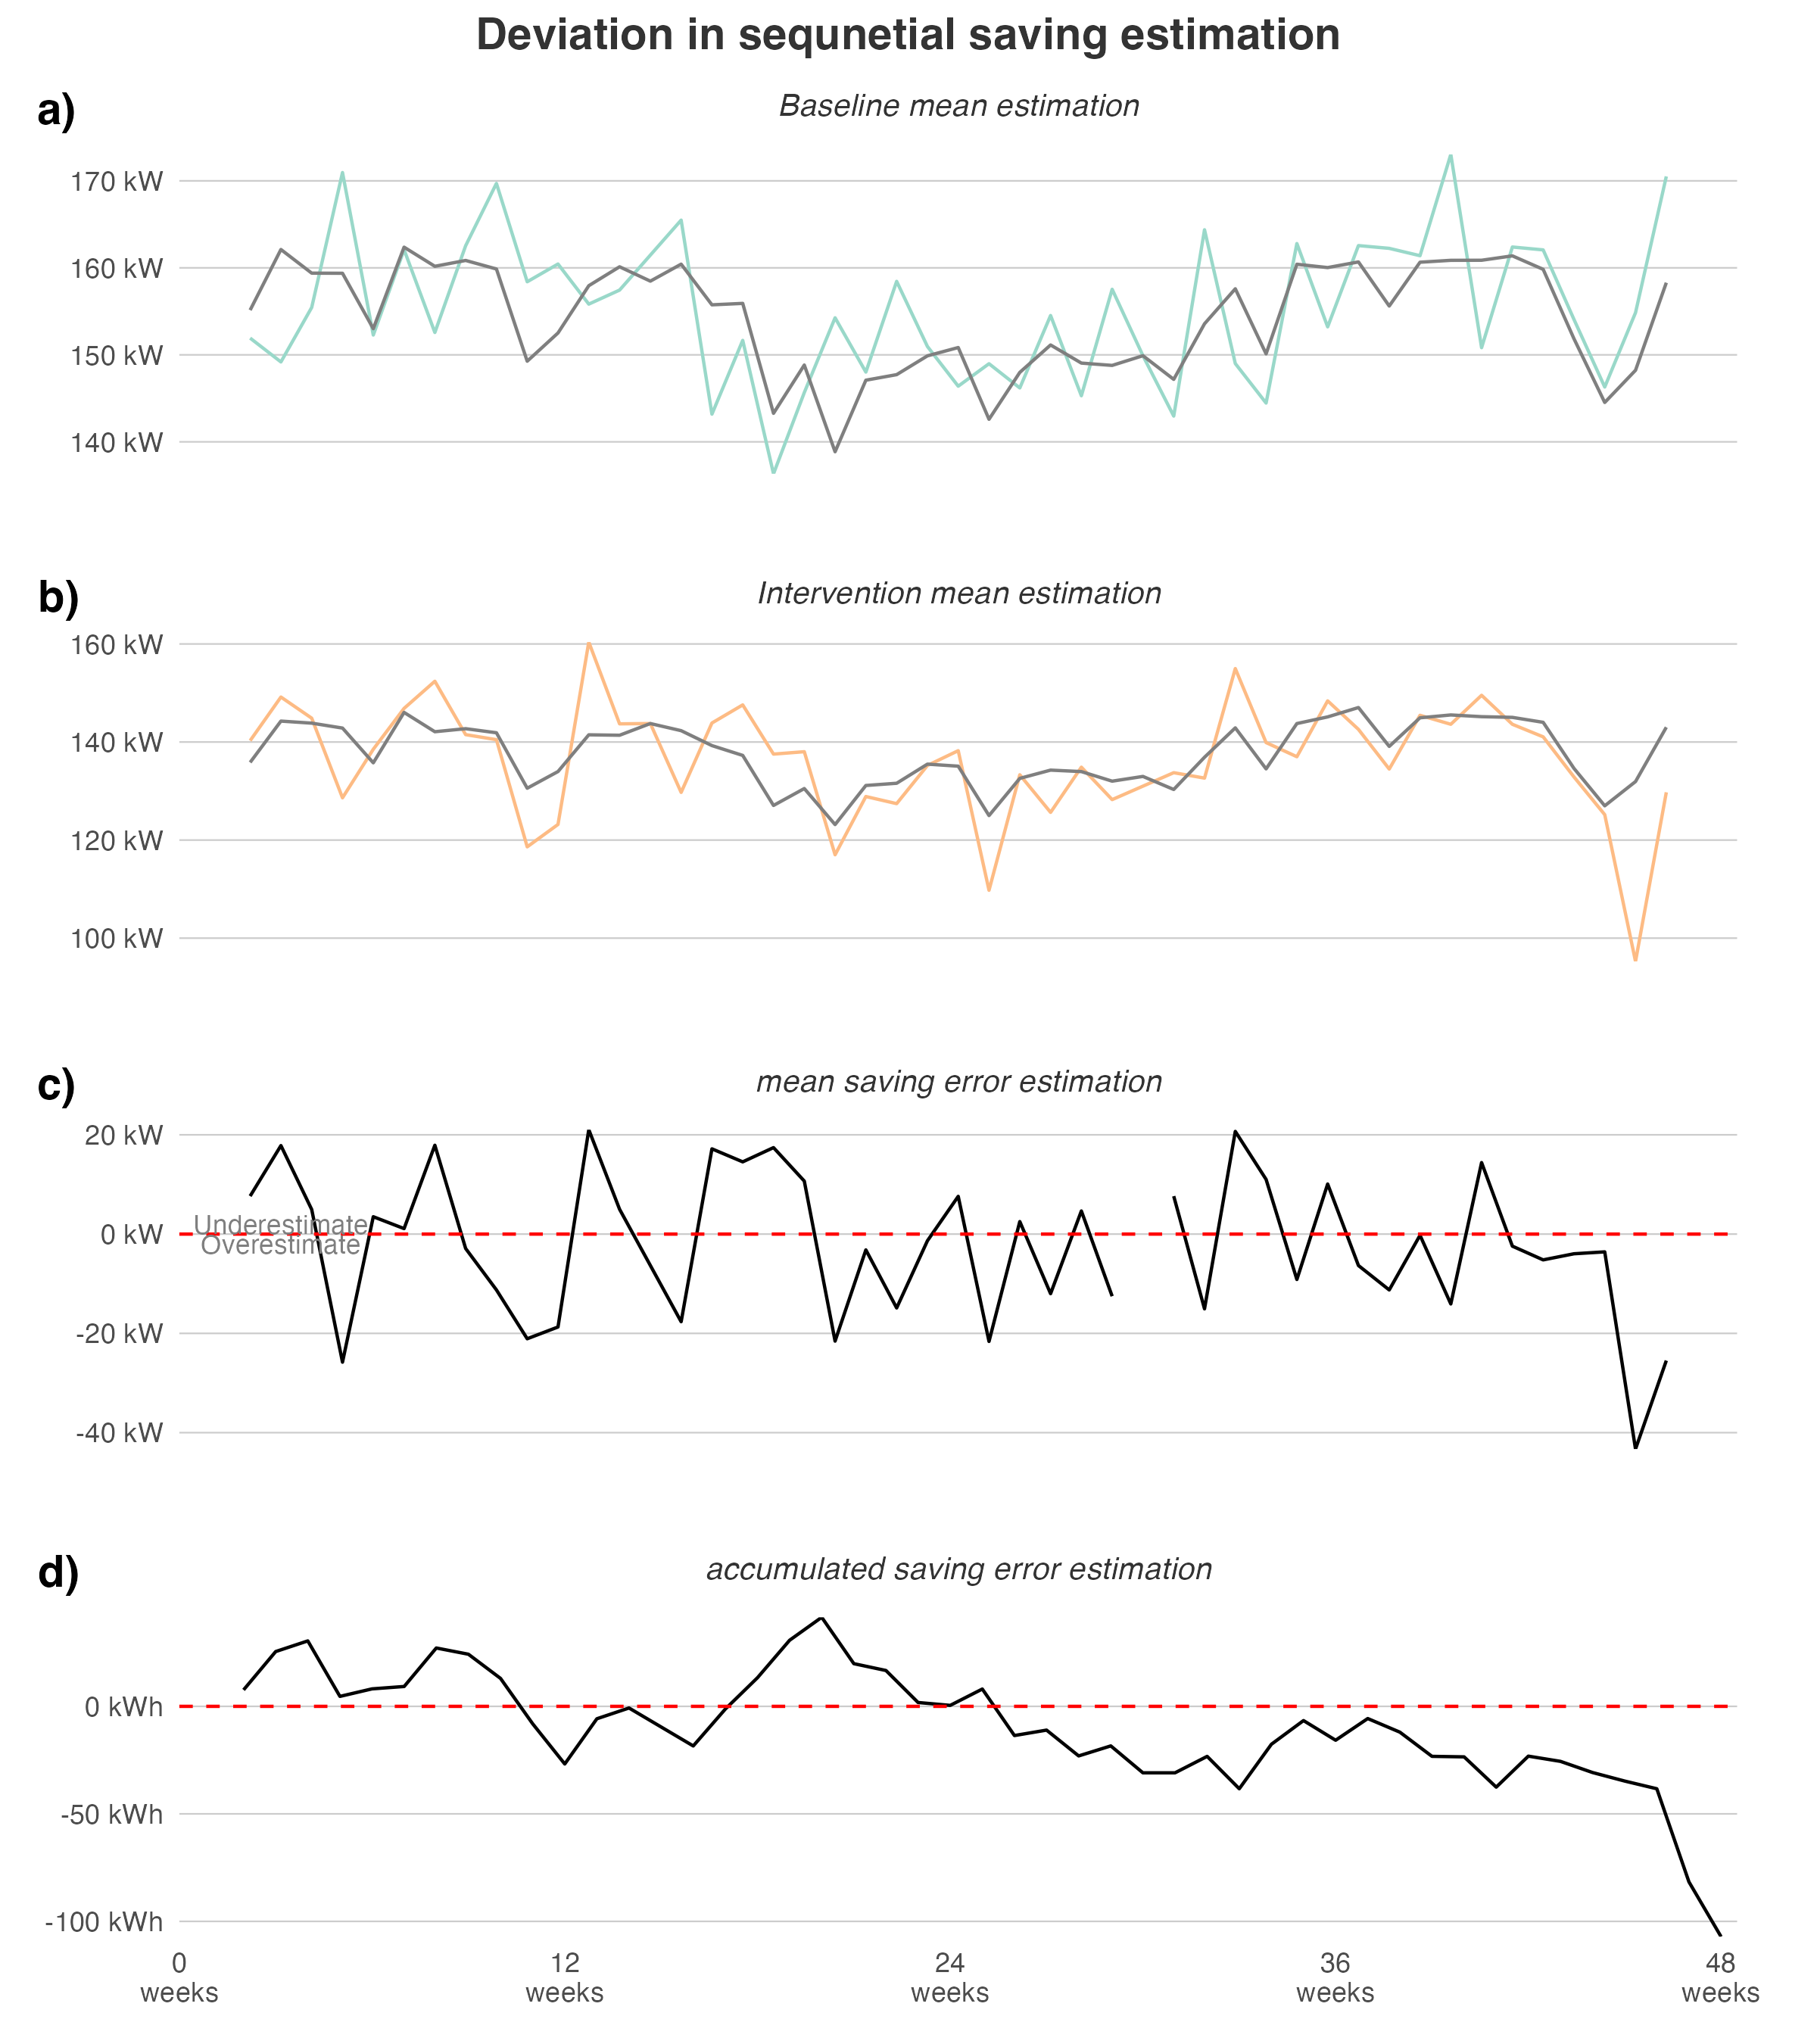 Deviation in sequnetial saving estimation
a)
Baseline mean estimation
170 kW
160 kW
150 kW
140 kW
b)
Intervention mean estimation
160 kW
140 kW
120 kW
100 kW
c)
mean saving error estimation
20 kW
Underestimate
0 kW
Overestimate
-20 kW
-40 kW
d)
accumulated saving error estimation
0 kWh
-50 kWh
-100 kWh
0 12 24 36 48
weeks weeks weeks weeks weeks